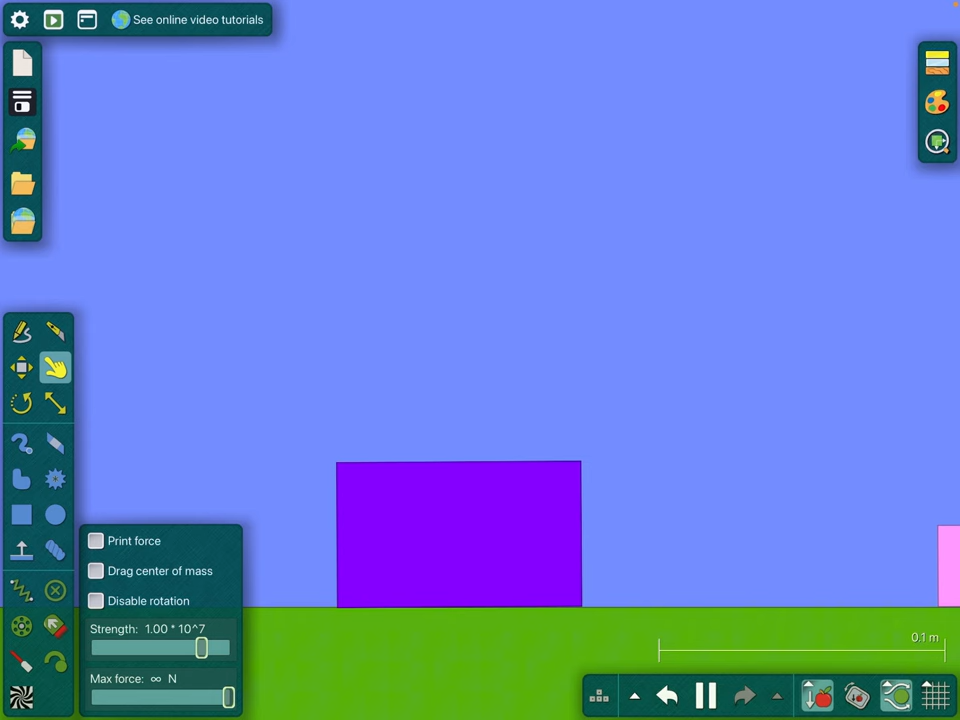 See online video tutorials
Print force
Drag center of mass
Disable rotation
Strength: 1.00 * 10^7
Max force: ∞ N
0.1 m